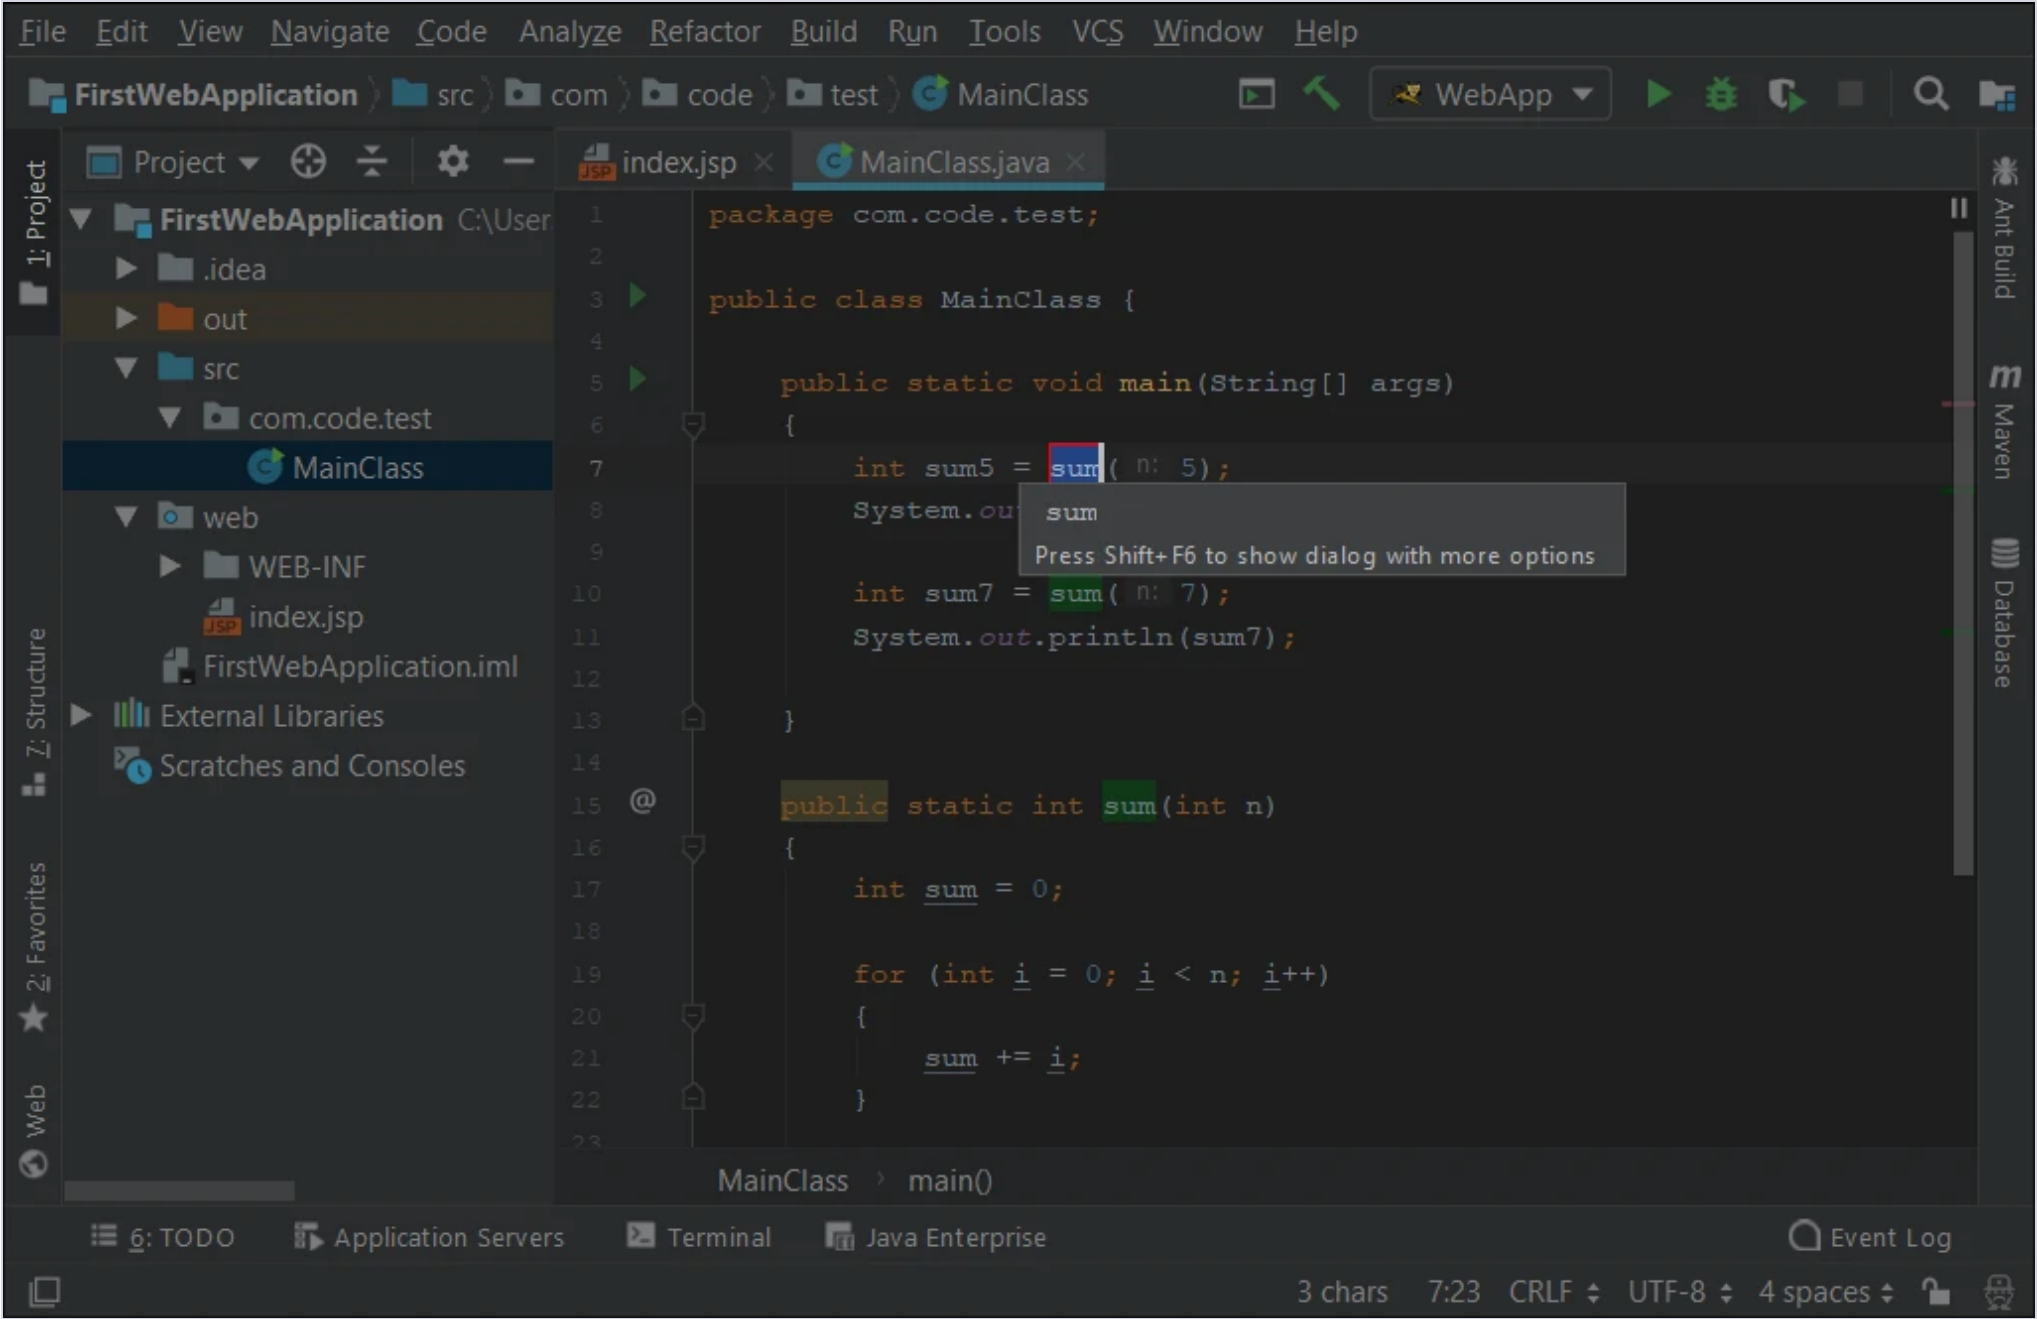 File Edit View Navigate Code Analyze Refactor Build Run Tools VCS Window Help
FirstWebApplication src com code test MainClass WebApp
1: Project
7: Structure
2: Favorites
Web
Project
FirstWebApplication C:\User
.idea
out
src
com.code.test
MainClass
web
WEB-INF
JSP index.jsp
FirstWebApplication.iml
External Libraries
Scratches and Consoles
JSP index.jsp MainClass.java
1 package com.code.test;
2
3 public class MainClass {
4
5 public static void main(String[] args)
6 {
7 int sum5 = sum( n: 5);
8 System.ou
sum
Press Shift+F6 to show dialog with more options
9
10 int sum7 = sum( n: 7);
11 System.out.println(sum7);
12
13 }
14
15 @ public static int sum(int n)
16 {
17 int sum = 0;
18
19 for (int i = 0; i < n; i++)
20 {
21 sum += i;
22 }
23
MainClass main()
Ant Build
m Maven
Database
6: TODO Application Servers Terminal Java Enterprise Event Log
3 chars 7:23 CRLF UTF-8 4 spaces